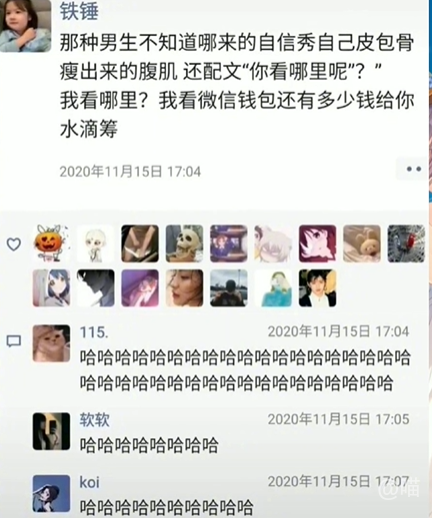 铁锤
那种男生不知道哪来的自信秀自己皮包骨
瘦出来的腹肌 还配文“你看哪里呢”？”
我看哪里？我看微信钱包还有多少钱给你
水滴筹
2020年11月15日 17:04
115.
2020年11月15日 17:04
哈哈哈哈哈哈哈哈哈哈哈哈哈哈哈哈哈哈哈
哈哈哈哈哈哈哈哈哈哈哈哈哈哈哈哈哈哈
软软
2020年11月15日 17:05
哈哈哈哈哈哈哈哈
koi
2020年11月15日 17:07
哈哈哈哈哈哈哈哈哈哈
@喵